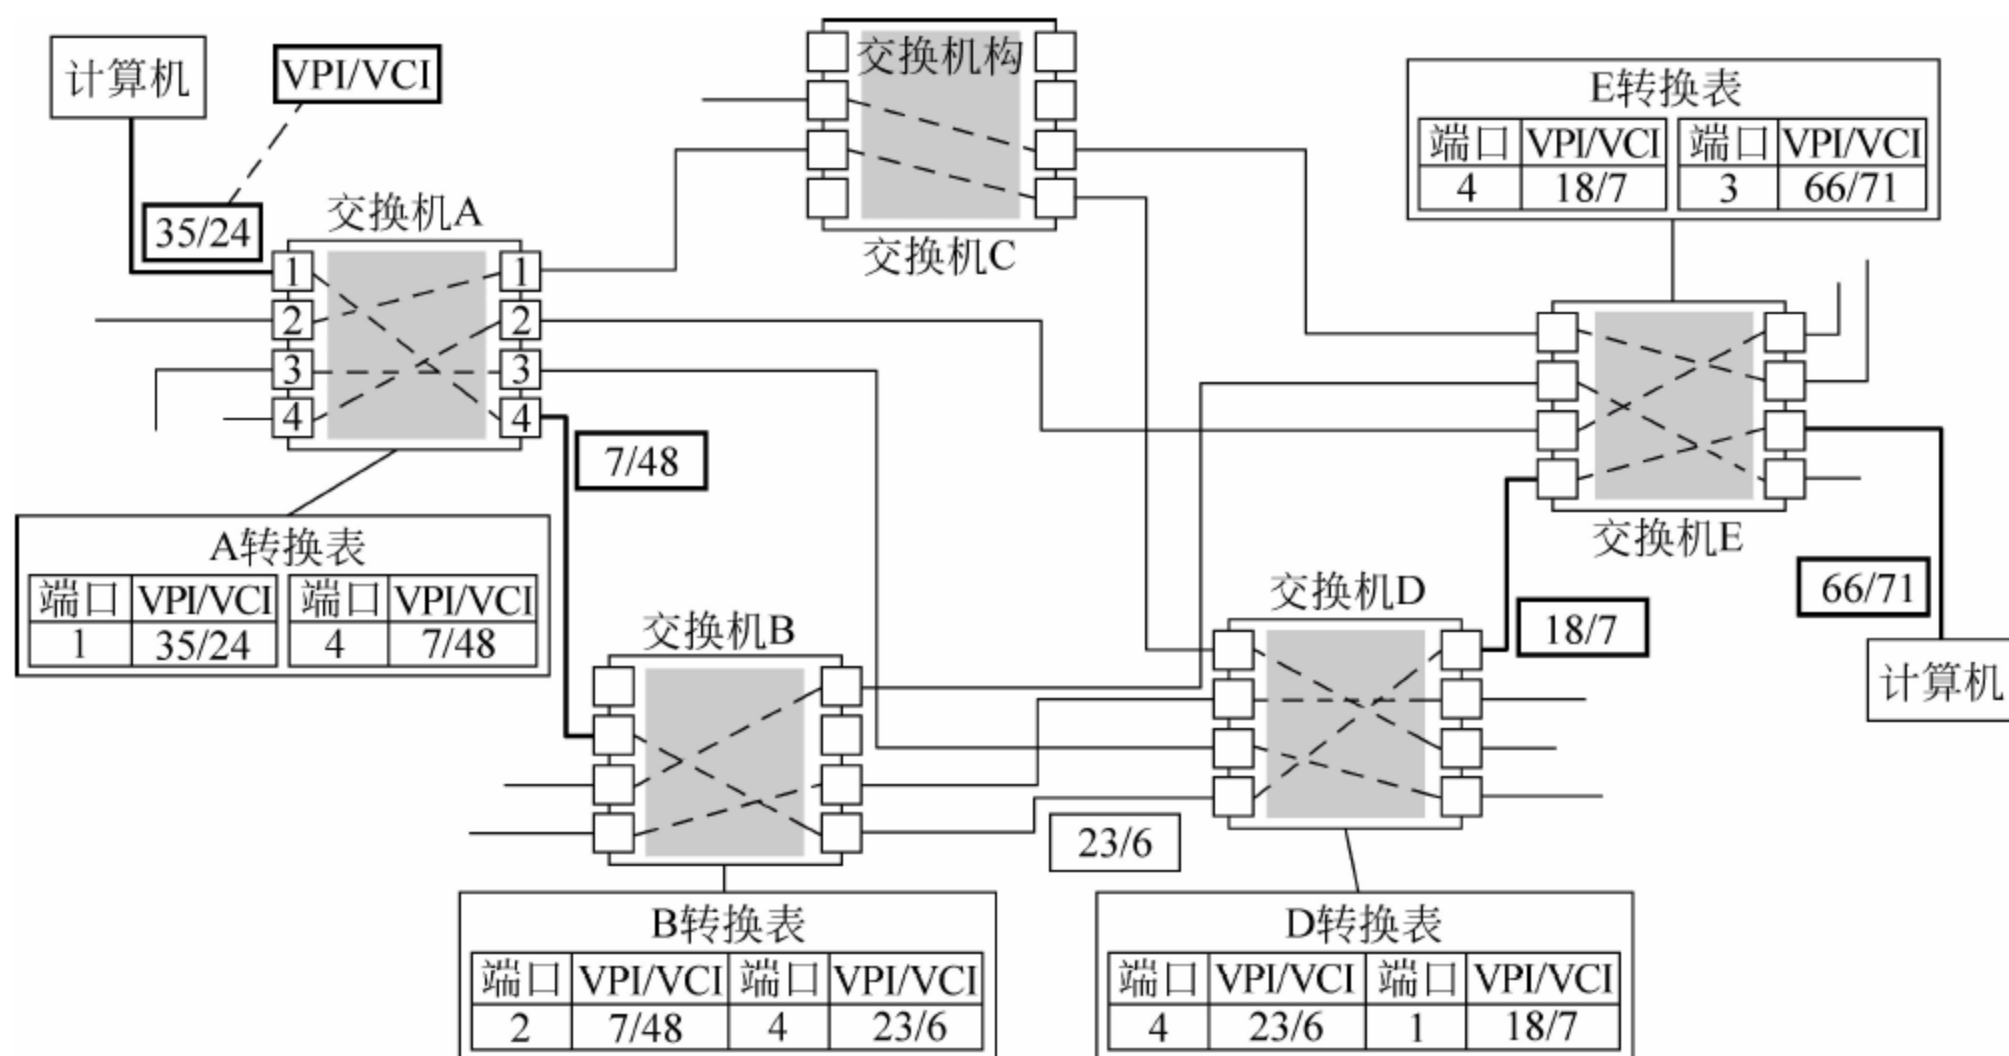 计算机
VPI/VCI
35/24
交换机A
1
2
3
4
1
2
3
4
7/48
A转换表
端口 VPI/VCI 端口 VPI/VCI
1 35/24 4 7/48
交换机构
交换机C
E转换表
端口 VPI/VCI 端口 VPI/VCI
4 18/7 3 66/71
交换机E
66/71
计算机
交换机D
18/7
交换机B
23/6
B转换表
端口 VPI/VCI 端口 VPI/VCI
2 7/48 4 23/6
D转换表
端口 VPI/VCI 端口 VPI/VCI
4 23/6 1 18/7